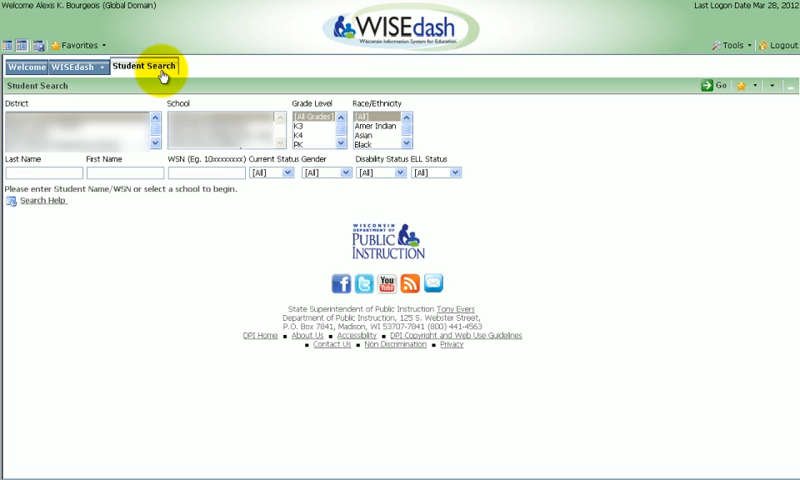 Welcome Alexis K. Bourgeois (Global Domain)
Last Logon Date Mar 28, 2012
WISEdash
Wisconsin Information System for Education
Favorites
Tools
Logout
Welcome
WISEdash
Student Search
Student Search
Go
District
School
Grade Level
Race/Ethnicity
[All Grades]
K3
K4
PK
[All]
Amer Indian
Asian
Black
Last Name
First Name
WSN (Eg. 10xxxxxxxx)
Current Status
Gender
Disability Status
ELL Status
[All]
[All]
[All]
[All]
Please enter Student Name/WSN or select a school to begin.
Search Help
WISCONSIN
DEPARTMENT OF
PUBLIC
INSTRUCTION
You
Tube
State Superintendent of Public Instruction Tony Evers
Department of Public Instruction, 125 S. Webster Street,
P.O. Box 7841, Madison, WI 53707-7841 (800) 441-4563
DPI Home ▪ About Us ▪ Accessibility ▪ DPI Copyright and Web Use Guidelines
▪ Contact Us ▪ Non Discrimination ▪ Privacy